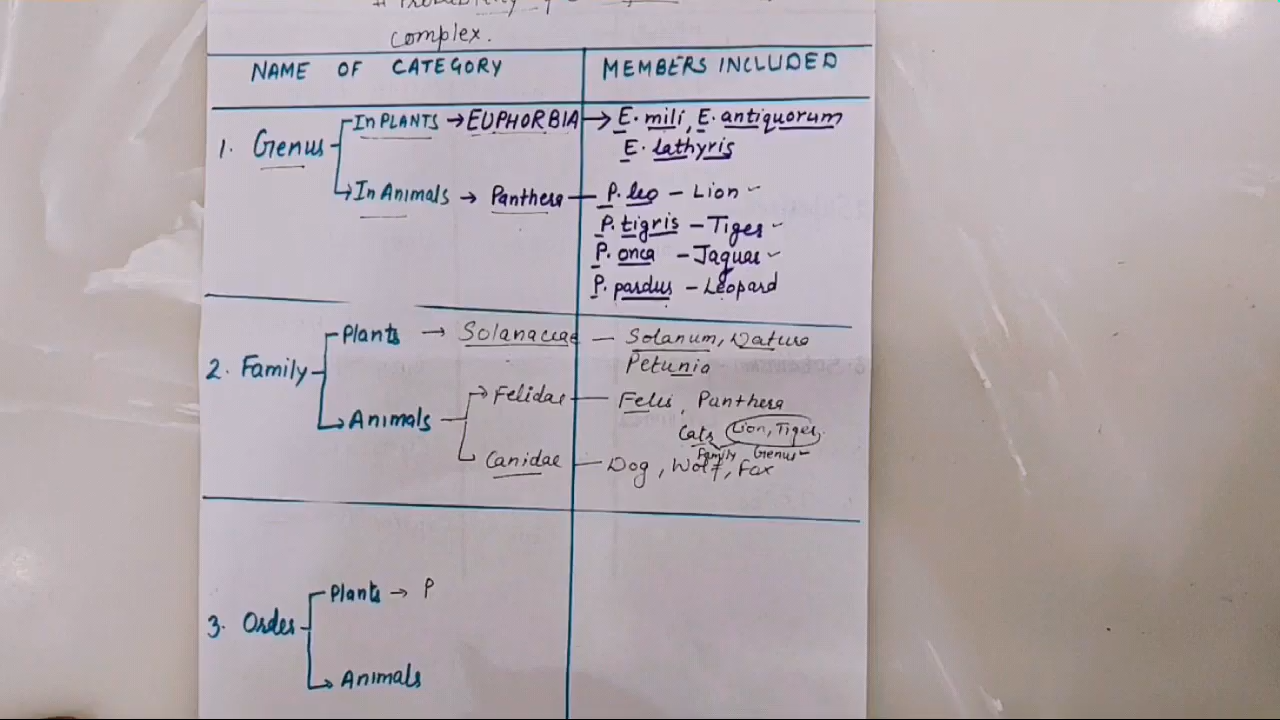 complex.
NAME OF CATEGORY MEMBERS INCLUDED
1. Genus In PLANTS → EUPHORBIA → E. mili, E. antiquorum
E. lathyris
In Animals → Panthera – P. leo – Lion
P. tigris – Tiger
P. onca – Jaguar
P. pardus – Leopard
2. Family Plants → Solanaceae – Solanum, Datura
Petunia
Animals Felidae – Felis, Panthera
Cats Lion, Tiger
Family Genus
Canidae – Dog, Wolf, Fox
3. Order Plants → P
Animals